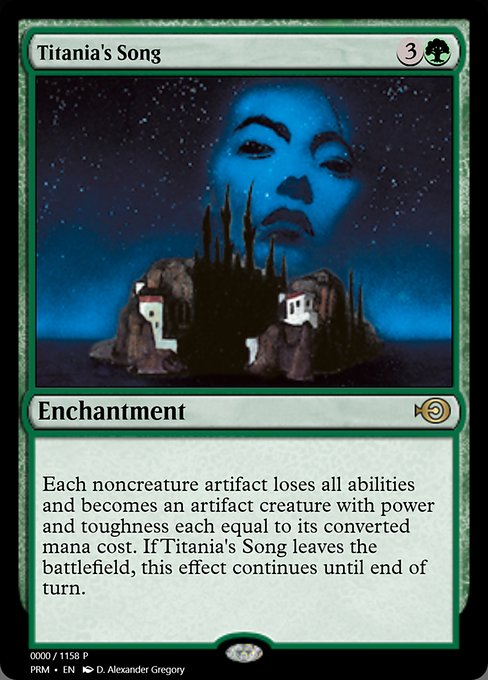 Titania's Song 3
Enchantment
Each noncreature artifact loses all abilities
and becomes an artifact creature with power
and toughness each equal to its converted
mana cost. If Titania's Song leaves the
battlefield, this effect continues until end of
turn.
0000 / 1158 P
PRM • EN D. Alexander Gregory